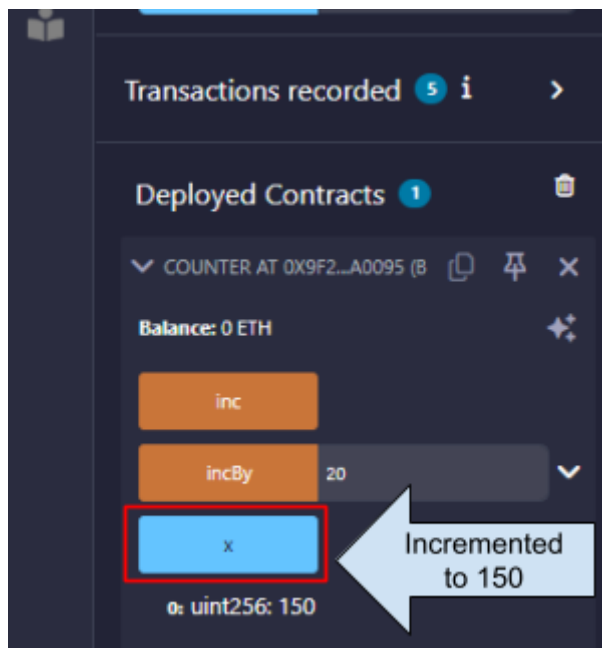 Transactions recorded 5 i
Deployed Contracts 1
COUNTER AT 0X9F2...A0095 (B
Balance: 0 ETH
inc
incBy 20
x
Incremented
to 150
0: uint256: 150